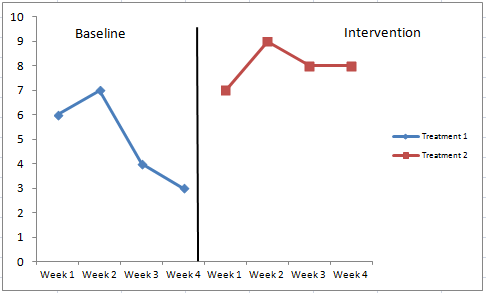 10
9
8
7
6
5
4
3
2
1
0
Baseline
Intervention
Week 1 Week 2 Week 3 Week 4 Week 1 Week 2 Week 3 Week 4
Treatment 1
Treatment 2